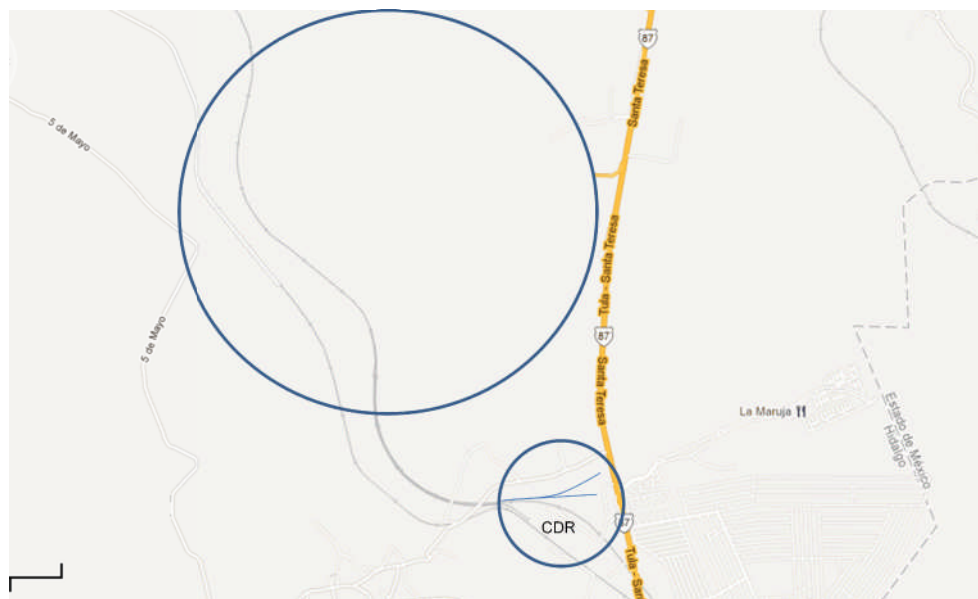 87
Santa Teresa
5 de Mayo
Tula - Santa Teresa
5 de Mayo
87
Santa Teresa
La Maruja
Estado de México
Hidalgo
CDR
87
Tula - San